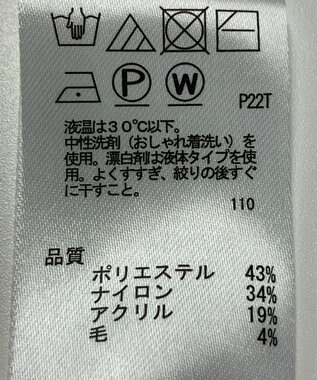 P W
P22T
液温は30℃以下。
中性洗剤（おしゃれ着洗い）を
使用。漂白剤は液体タイプを使
用。よくすすぎ、絞りの後すぐ
に干すこと。
110
品質
ポリエステル 43%
ナイロン 34%
アクリル 19%
毛 4%